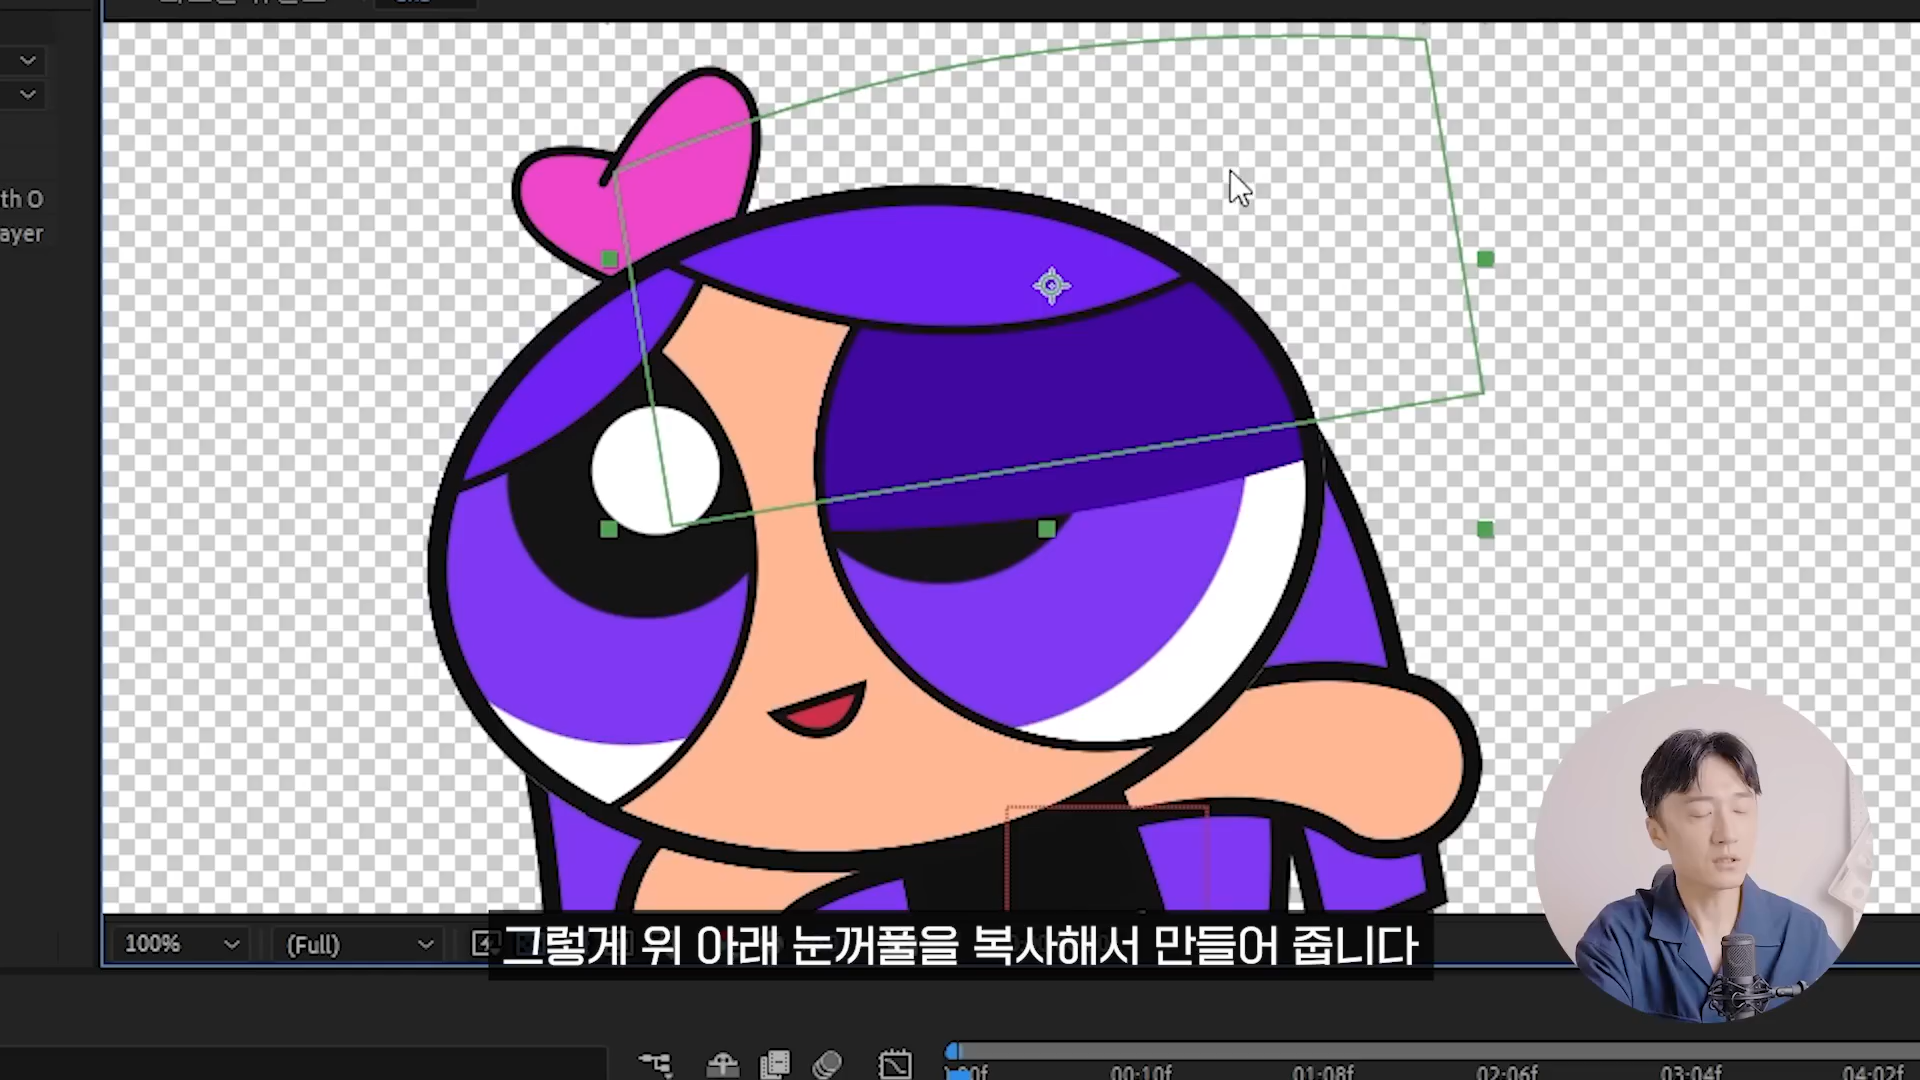 th O
ayer
100%
(Full)
그렇게 위 아래 눈꺼풀을 복사해서 만들어 줍니다
00f
00:10f
01:08f
02:06f
03:04f
04:02f